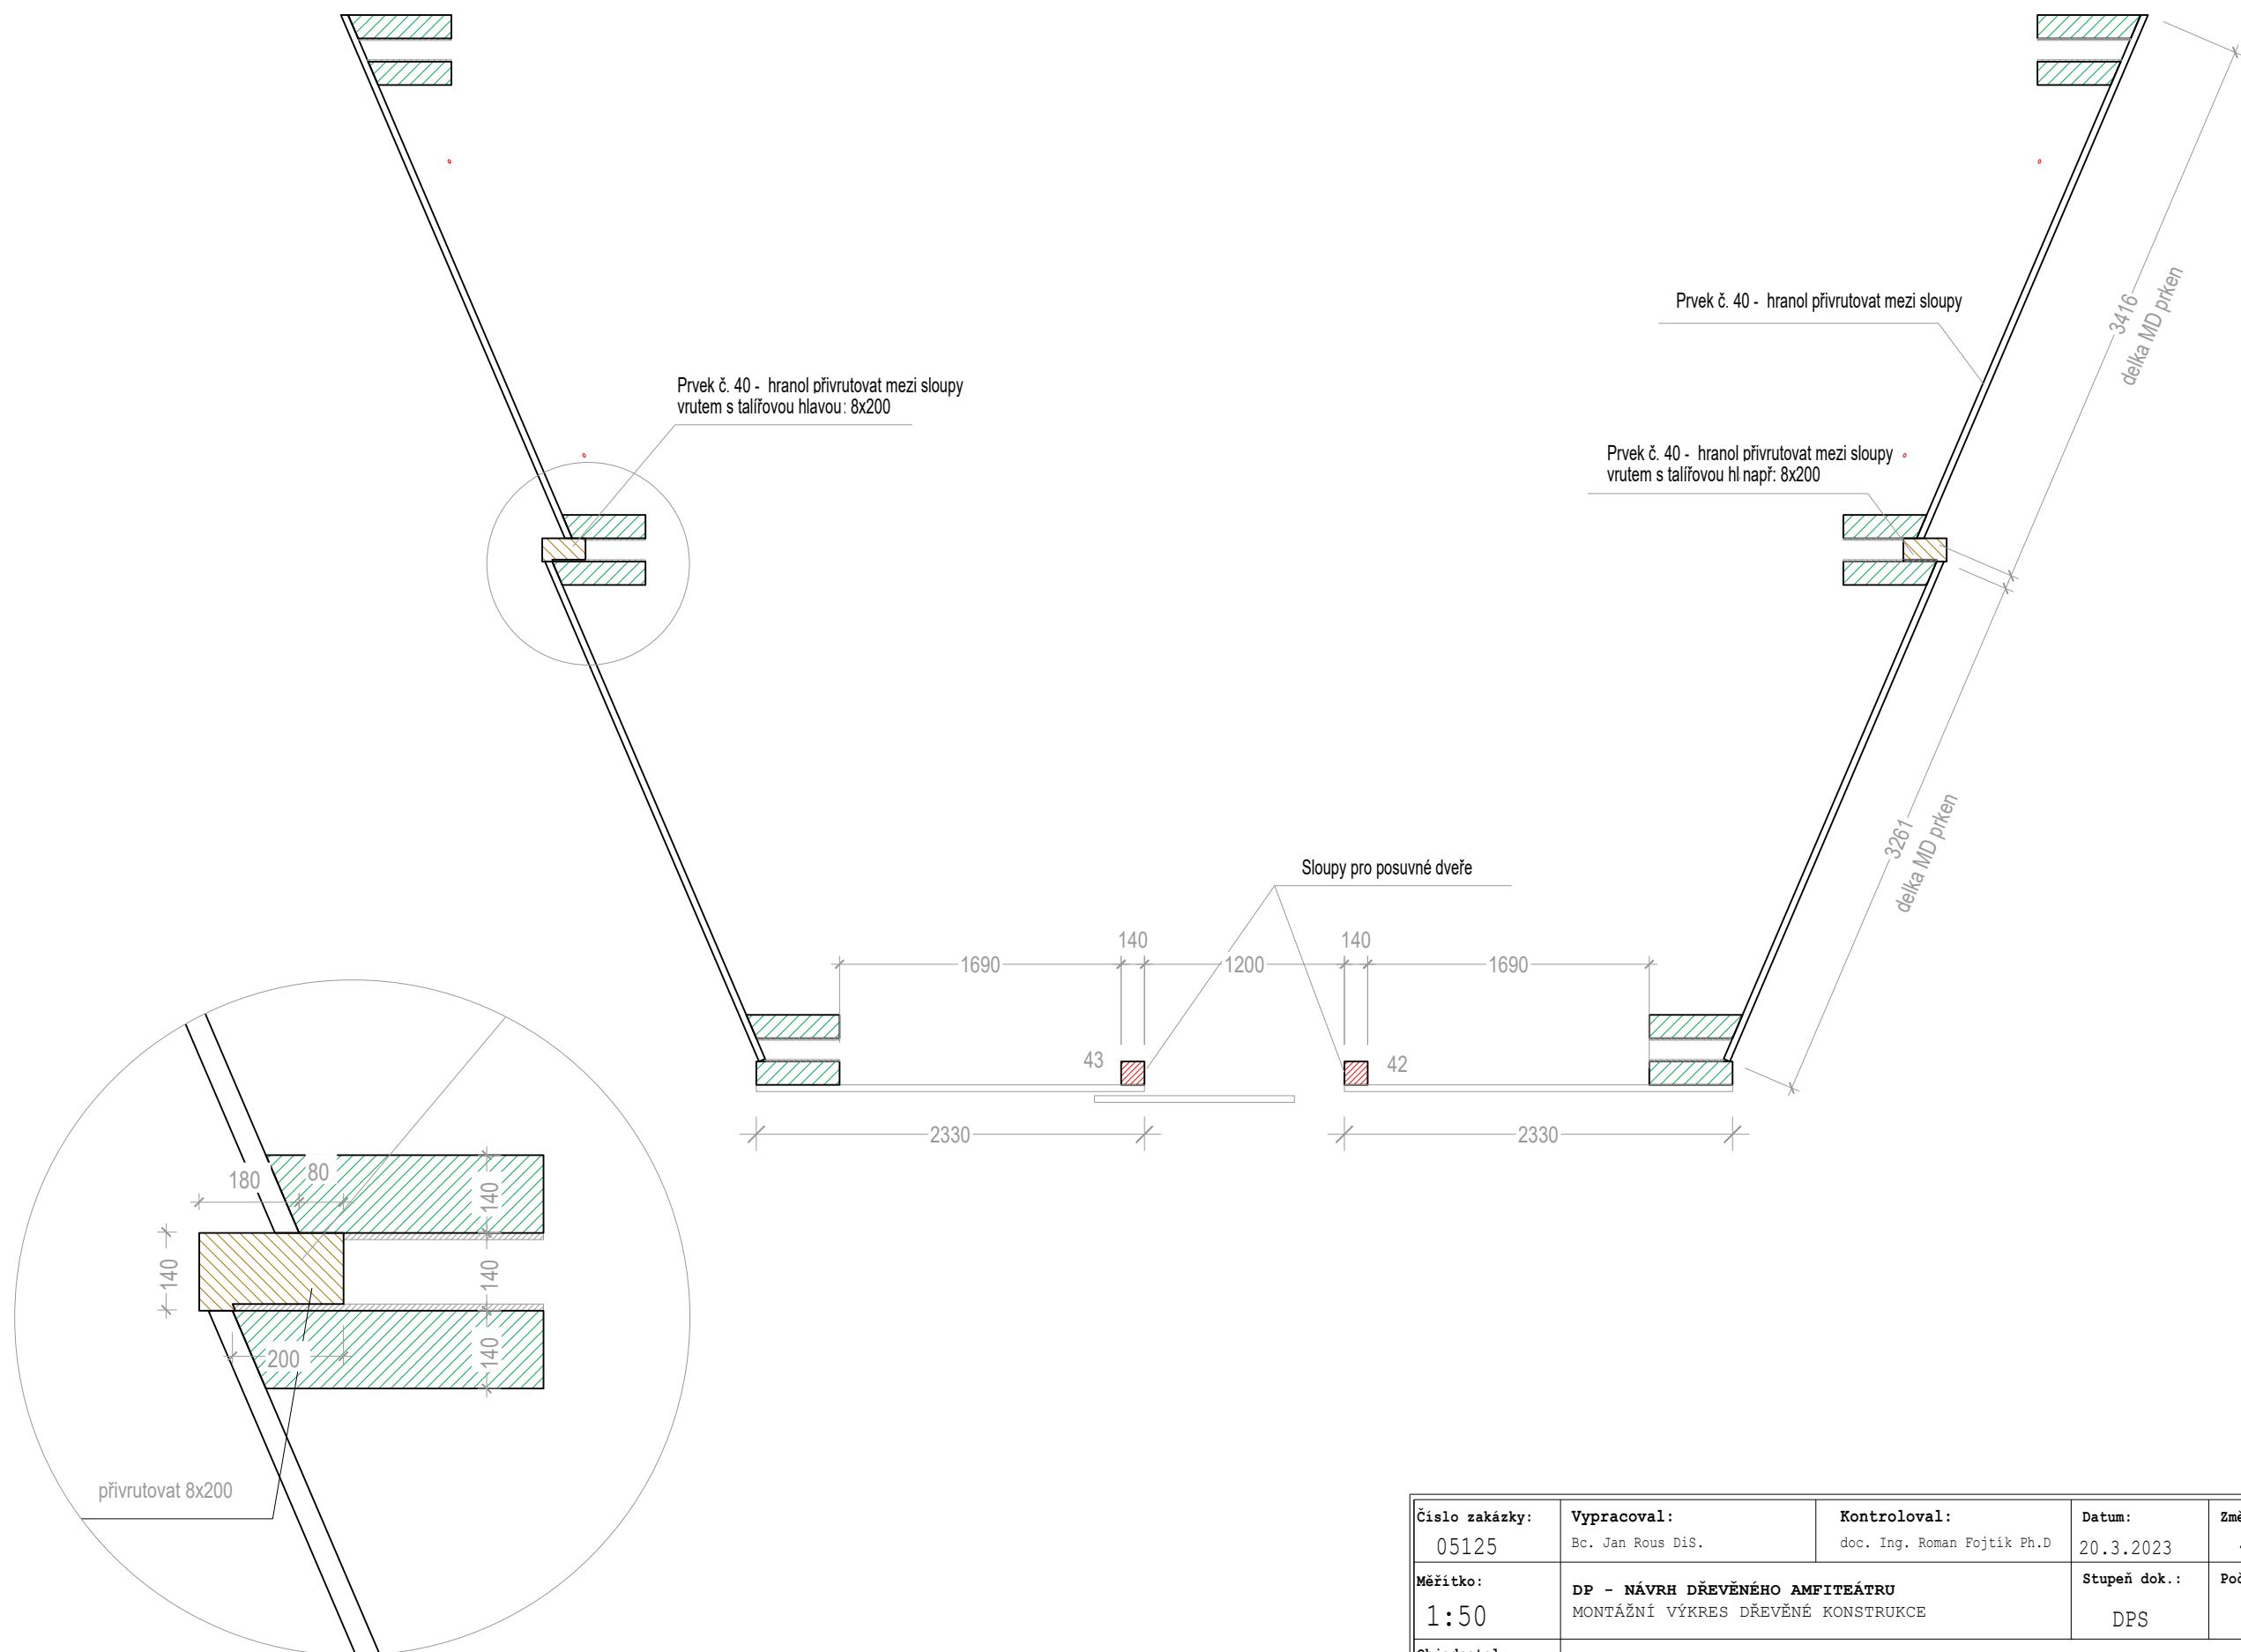 Prvek č. 40 - hranol přivrutovat mezi sloupy
3416
delka MD prken
Prvek č. 40 - hranol přivrutovat mezi sloupy
vrutem s talířovou hlavou: 8x200
Prvek č. 40 - hranol přivrutovat mezi sloupy
vrutem s talířovou hl např: 8x200
3261
delka MD prken
Sloupy pro posuvné dveře
140
140
1690
1200
1690
43
42
2330
2330
180
80
140
140
140
140
200
přivrutovat 8x200
Číslo zakázky:
05125
Vypracoval:
Bc. Jan Rous DiS.
Kontroloval:
doc. Ing. Roman Fojtík Ph.D
Datum:
20.3.2023
Měřítko:
1:50
DP - NÁVRH DŘEVĚNÉHO AMFITEÁTRU
MONTÁŽNÍ VÝKRES DŘEVĚNÉ KONSTRUKCE
Stupeň dok.:
DPS